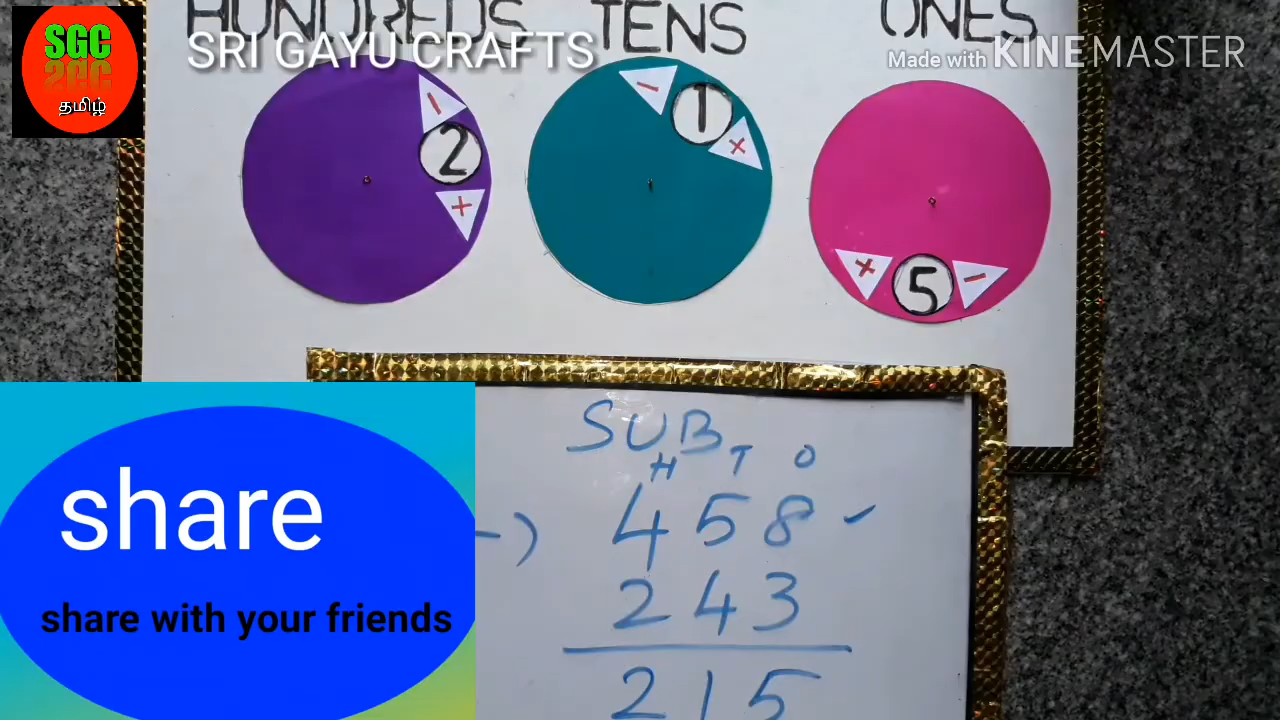 HUNDREDS TENS ONES
SRI GAYU CRAFTS
Made with KINEMASTER
SGC
2GC
தமிழ்
-
2
+
-
1
+
+ 5 -
share
share with your friends
SUB
H T O
-) 458 ✓
243
215